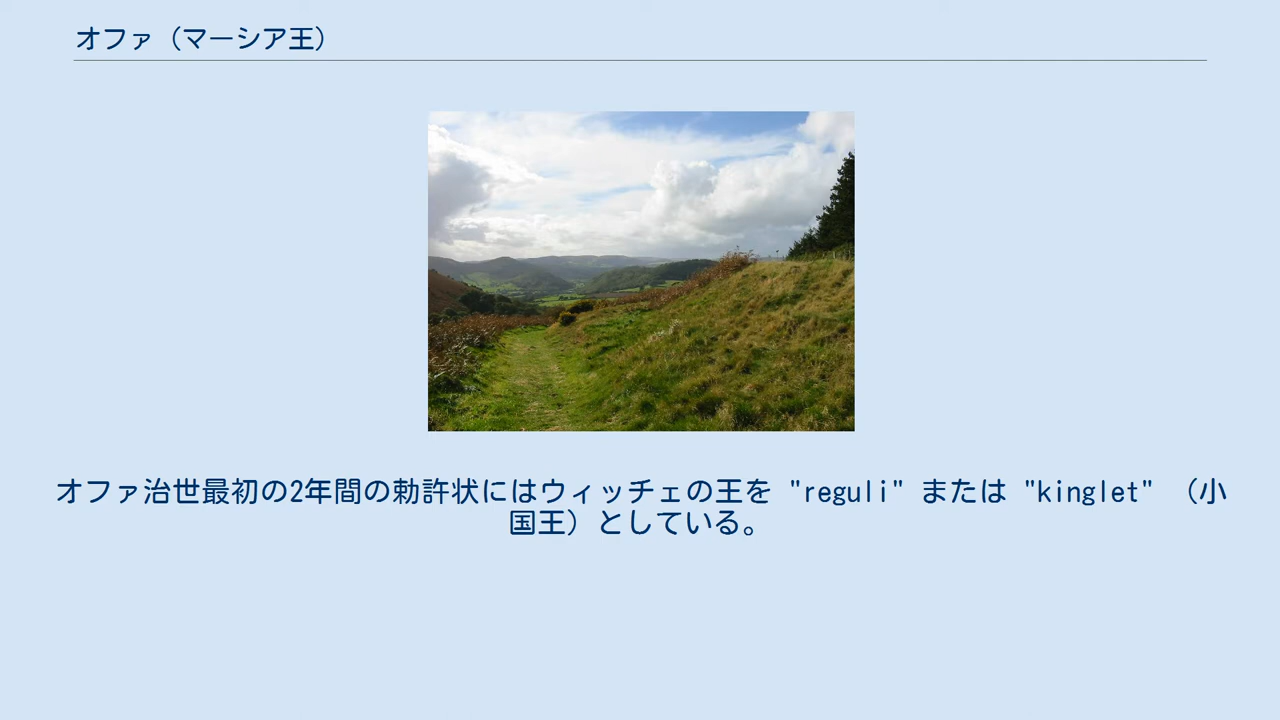 オファ（マーシア王）
オファ治世最初の2年間の勅許状にはウィッチェの王を "reguli" または "kinglet" （小
国王）としている。